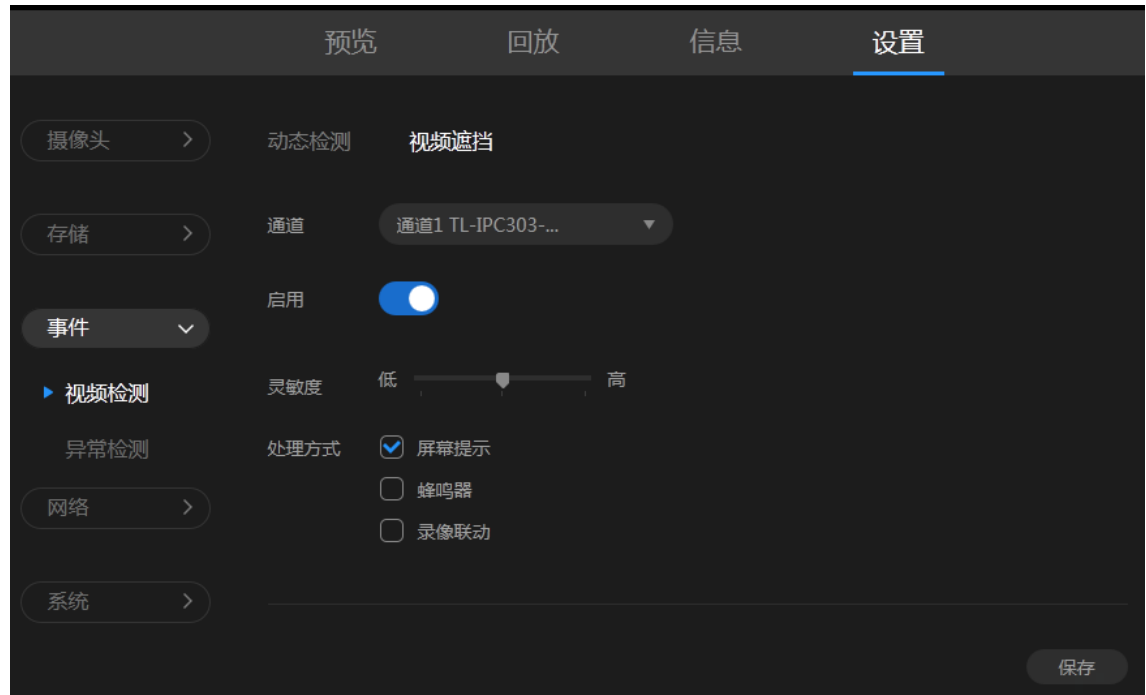 预览 回放 信息 设置
摄像头
动态检测 视频遮挡
存储
通道 通道1 TL-IPC303-...
启用
事件
灵敏度 低 高
视频检测
处理方式 屏幕提示
异常检测
蜂鸣器
网络
录像联动
系统
保存